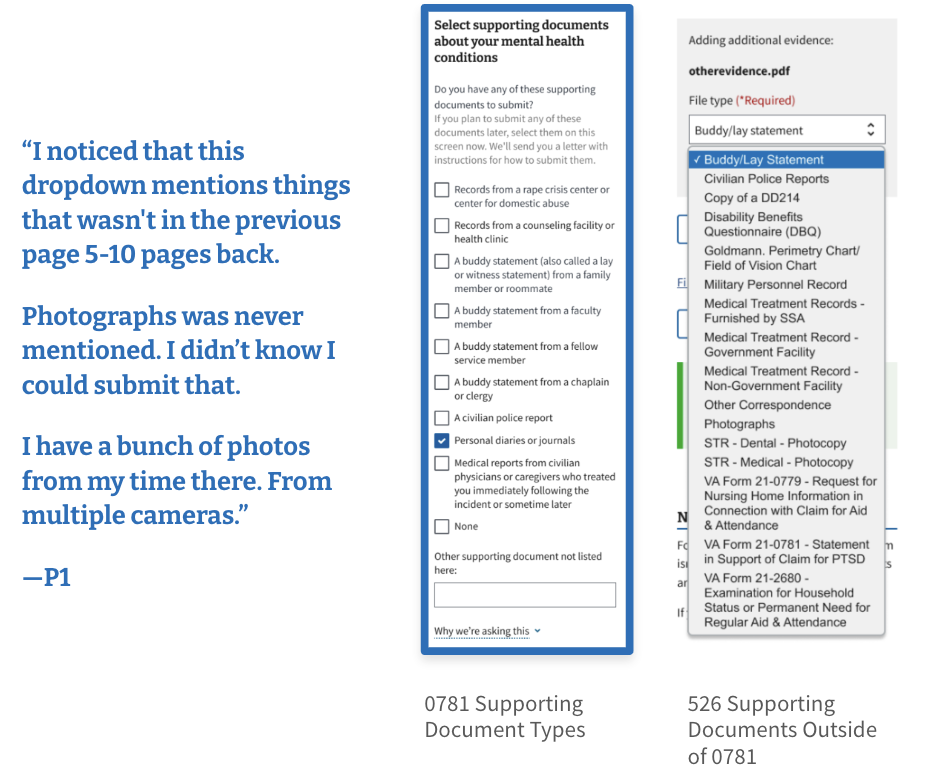 “I noticed that this
dropdown mentions things
that wasn't in the previous
page 5-10 pages back.
Photographs was never
mentioned. I didn’t know I
could submit that.
I have a bunch of photos
from my time there. From
multiple cameras.”
—P1
Select supporting documents
about your mental health
conditions
Do you have any of these supporting
documents to submit?
If you plan to submit any of these
documents later, select them on this
screen now. We'll send you a letter with
instructions for how to submit them.
Records from a rape crisis center or
center for domestic abuse
Records from a counseling facility or
health clinic
A buddy statement (also called a lay
or witness statement) from a family
member or roommate
A buddy statement from a faculty
member
A buddy statement from a fellow
service member
A buddy statement from a chaplain
or clergy
A civilian police report
Personal diaries or journals
Medical reports from civilian
physicians or caregivers who treated
you immediately following the
incident or sometime later
None
Other supporting document not listed
here:
Why we're asking this
0781 Supporting
Document Types
Adding additional evidence:
otherevidence.pdf
File type (*Required)
Buddy/lay statement
✓ Buddy/Lay Statement
Civilian Police Reports
Copy of a DD214
Disability Benefits
Questionnaire (DBQ)
Goldmann. Perimetry Chart/
Field of Vision Chart
Military Personnel Record
Medical Treatment Records -
Furnished by SSA
Medical Treatment Record -
Government Facility
Medical Treatment Record -
Non-Government Facility
Other Correspondence
Photographs
STR - Dental - Photocopy
STR - Medical - Photocopy
VA Form 21-0779 - Request for
Nursing Home Information in
Connection with Claim for Aid
& Attendance
VA Form 21-0781 - Statement
in Support of Claim for PTSD
VA Form 21-2680 -
Examination for Household
Status or Permanent Need for
Regular Aid & Attendance
526 Supporting
Documents Outside
of 0781